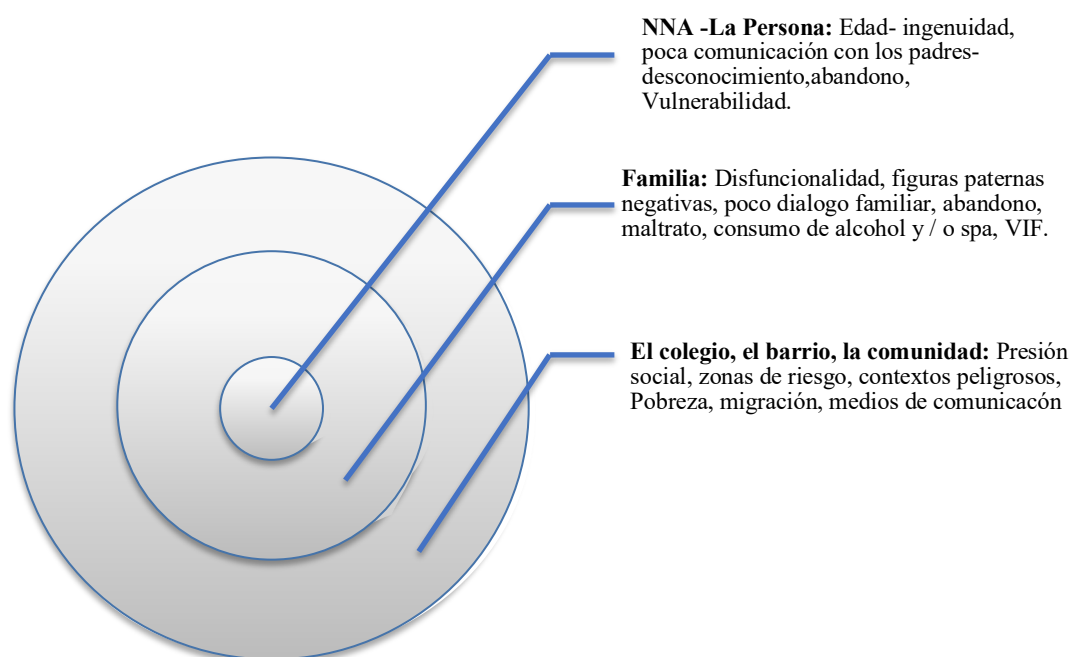 NNA -La Persona: Edad- ingenuidad,
poca comunicación con los padres-
desconocimiento,abandono,
Vulnerabilidad.
Familia: Disfuncionalidad, figuras paternas
negativas, poco dialogo familiar, abandono,
maltrato, consumo de alcohol y / o spa, VIF.
El colegio, el barrio, la comunidad: Presión
social, zonas de riesgo, contextos peligrosos,
Pobreza, migración, medios de comunicacón